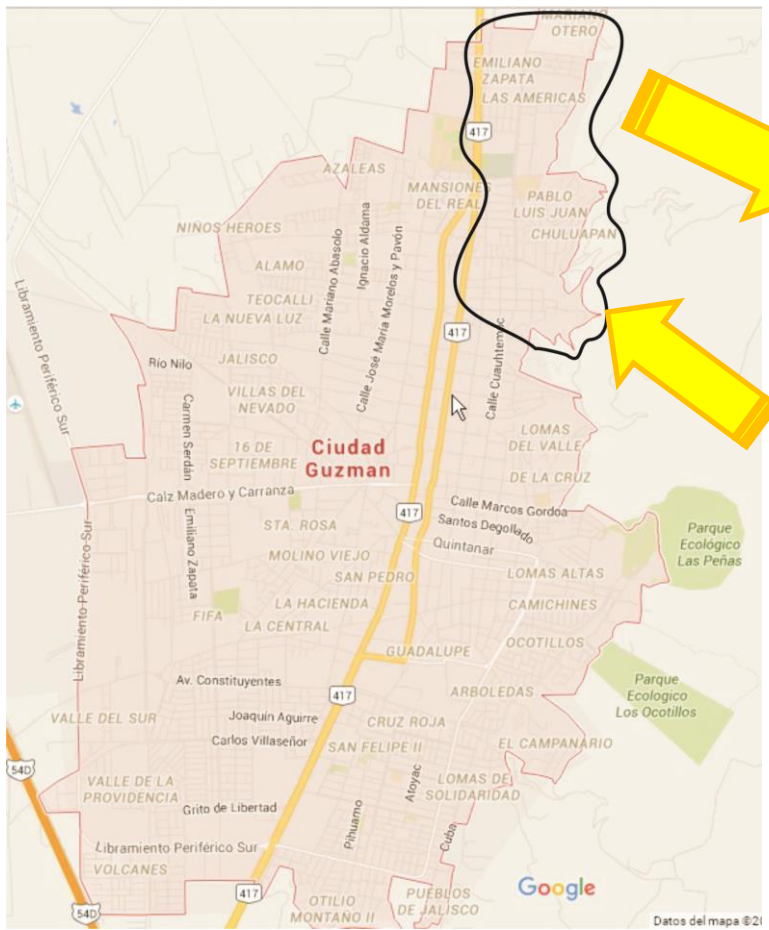 MARIANO
OTERO
EMILIANO
ZAPATA
LAS AMERICAS
417
AZALEAS
MANSIONES
DEL REAL
PABLO
LUIS JUAN
CHULUAPAN
NIÑOS HEROES
ALAMO
TEOCALLI
LA NUEVA LUZ
Calle Mariano Abasolo
Ignacio Aldama
Calle José María Morelos y Pavón
Libramiento Periférico Sur
417
Calle Cuauhtemoc
Río Nilo
JALISCO
VILLAS DEL
NEVADO
Carmen Serdán
16 DE
SEPTIEMBRE
Ciudad
Guzman
LOMAS
DEL VALLE
DE LA CRUZ
Calz Madero y Carranza
417
Calle Marcos Gordoa
Santos Degollado
Quintanar
Emiliano Zapata
STA. ROSA
MOLINO VIEJO
SAN PEDRO
LOMAS ALTAS
Parque
Ecológico
Las Peñas
Libramiento Periférico Sur
LA HACIENDA
FIFA
LA CENTRAL
CAMICHINES
OCOTILLOS
GUADALUPE
Av. Constituyentes
417
ARBOLEDAS
Parque
Ecologico
Los Ocotillos
VALLE DEL SUR
Joaquín Aguirre
Carlos Villaseñor
CRUZ ROJA
SAN FELIPE II
EL CAMPANARIO
54D
VALLE DE LA
PROVIDENCIA
Grito de Libertad
Pihuamo
Atoyac
LOMAS DE
SOLIDARIDAD
Cuba
Libramiento Periférico Sur
VOLCANES
417
54D
OTILIO
MONTAÑO II
PUEBLOS
DE JALISCO
Google
Datos del mapa ©20